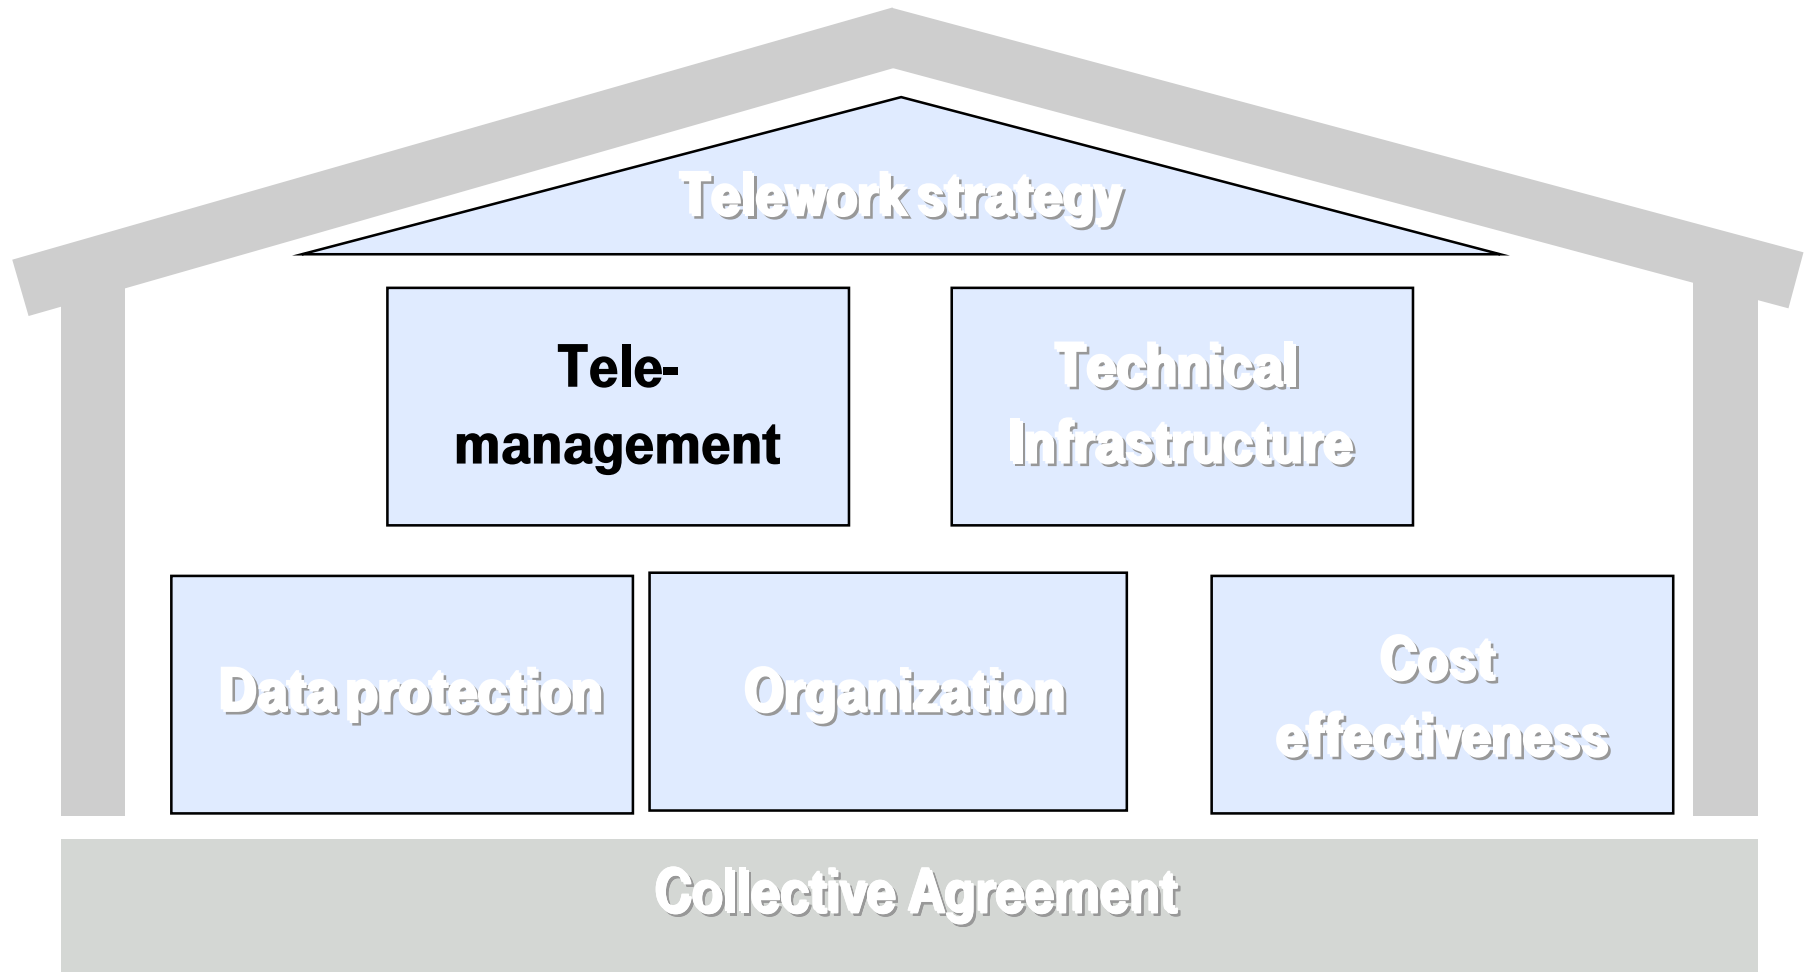 Telework strategy
Tele-
management
Technical
Infrastructure
Data protection
Organization
Cost
effectiveness
Collective Agreement